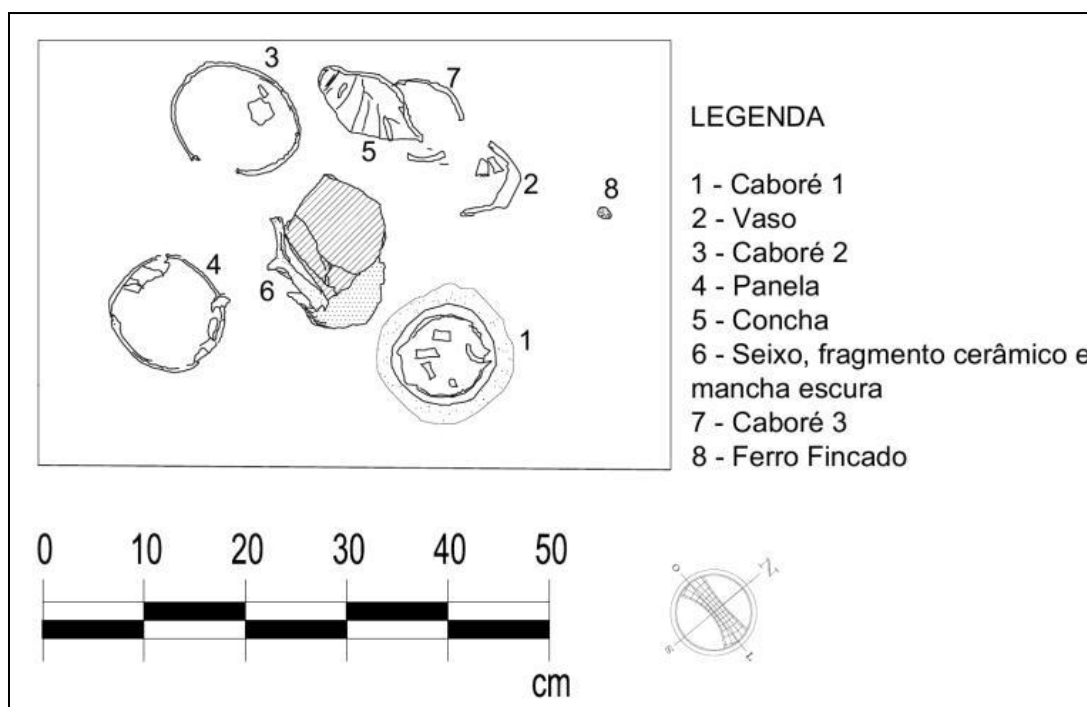 3
7
5
2
8
4
6
1
LEGENDA
1 - Caboré 1
2 - Vaso
3 - Caboré 2
4 - Panela
5 - Concha
6 - Seixo, fragmento cerâmico e
mancha escura
7 - Caboré 3
8 - Ferro Fincado
0 10 20 30 40 50
cm
O
N
S